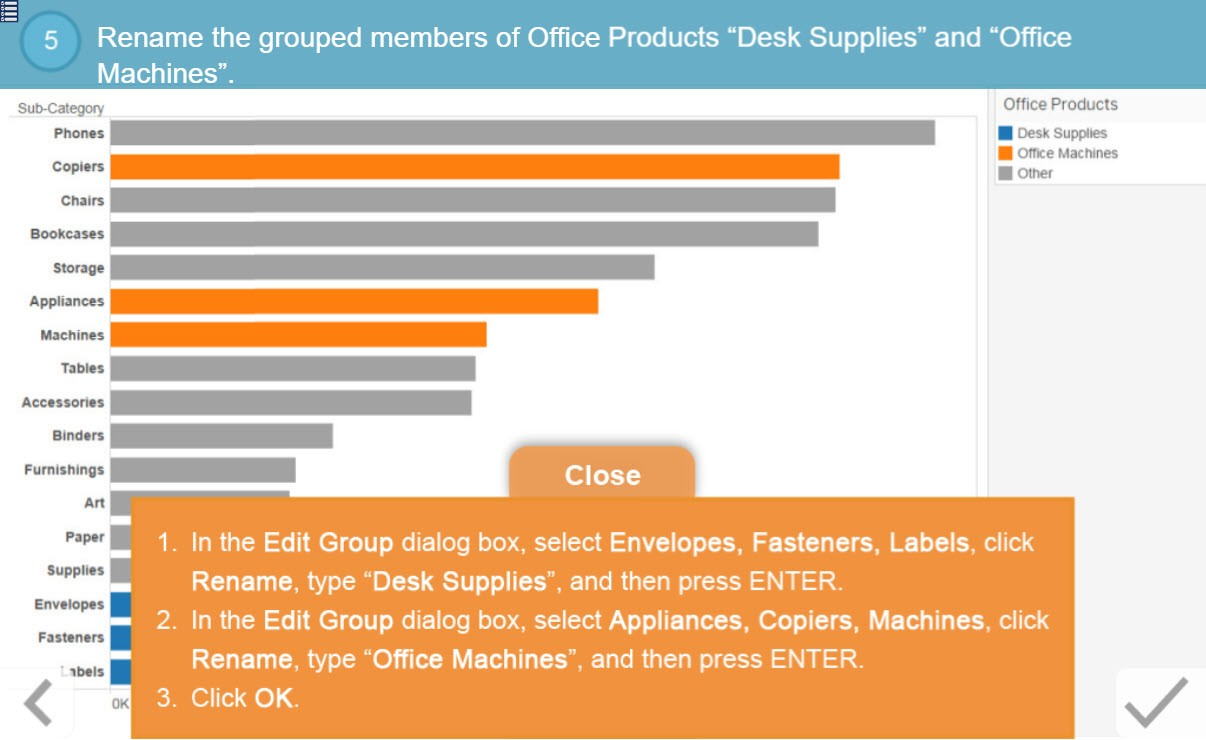 5
Rename the grouped members of Office Products “Desk Supplies” and “Office
Machines”.
Sub-Category
Phones
Copiers
Chairs
Bookcases
Storage
Appliances
Machines
Tables
Accessories
Binders
Furnishings
Art
Paper
Supplies
Envelopes
Fasteners
Labels
0K
Office Products
Desk Supplies
Office Machines
Other
Close
1. In the Edit Group dialog box, select Envelopes, Fasteners, Labels, click
Rename, type “Desk Supplies”, and then press ENTER.
2. In the Edit Group dialog box, select Appliances, Copiers, Machines, click
Rename, type “Office Machines”, and then press ENTER.
3. Click OK.